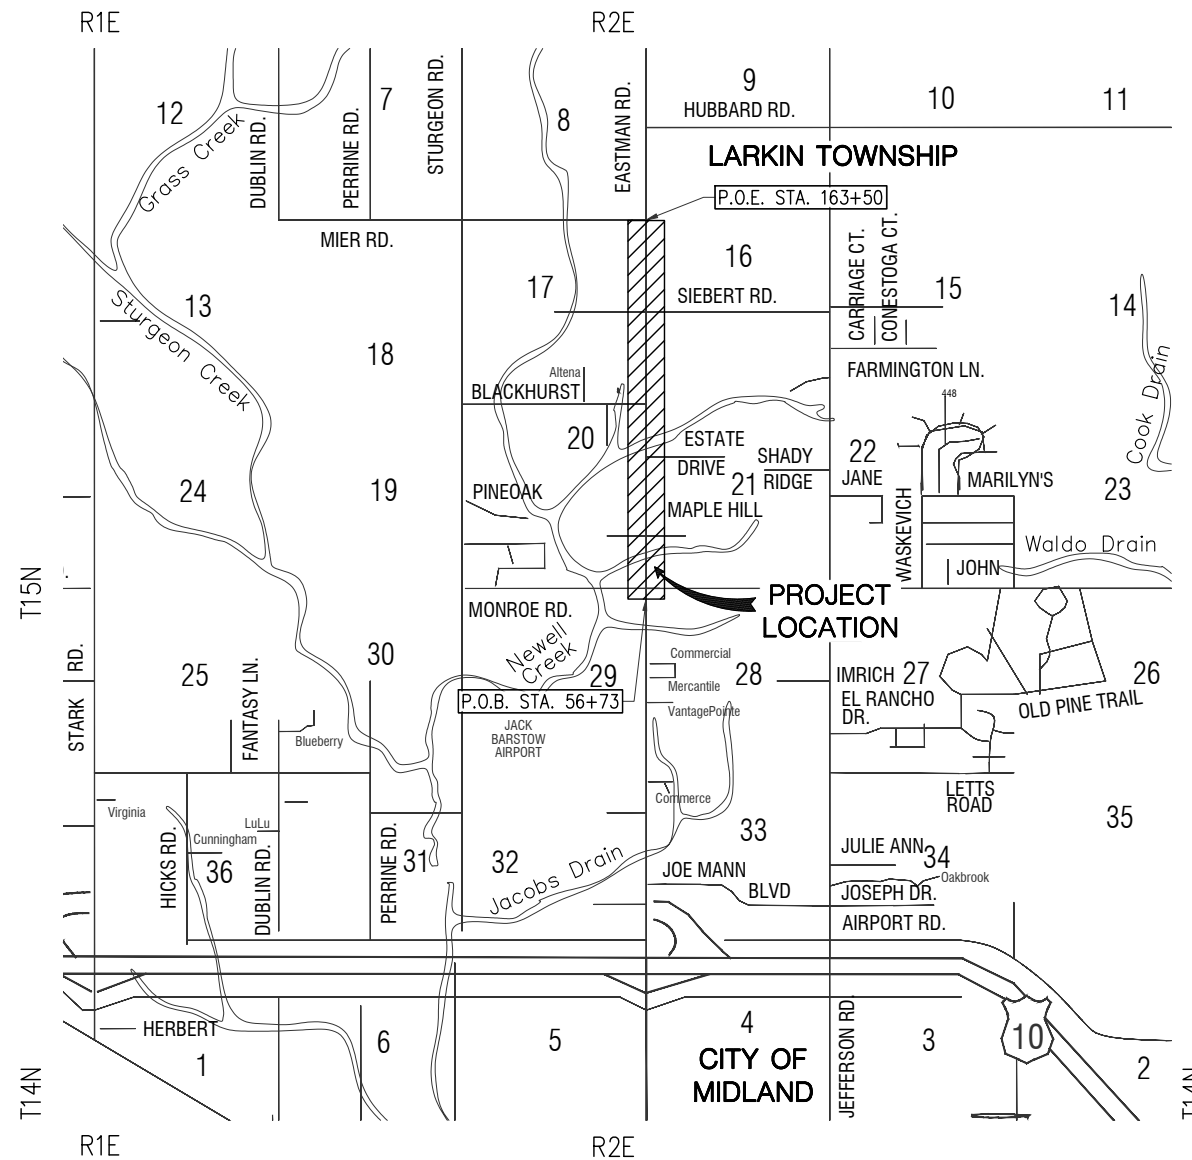 R1E
R2E
12
7
8
9
10
11
HUBBARD RD.
Grass Creek
DUBLIN RD.
PERRINE RD.
STURGEON RD.
EASTMAN RD.
LARKIN TOWNSHIP
P.O.E. STA. 163+50
MIER RD.
CARRIAGE CT.
CONESTOGA CT.
16
17
SIEBERT RD.
15
14
13
Sturgeon Creek
18
Altena
BLACKHURST
FARMINGTON LN.
448
Cook Drain
20
ESTATE
DRIVE
SHADY
RIDGE
22
JANE
21
MARILYN'S
23
24
19
PINEOAK
MAPLE HILL
WASKEVICH
Waldo Drain
JOHN
T15N
MONROE RD.
PROJECT
LOCATION
Newell
Creek
STARK RD.
25
FANTASY LN.
30
29
Commercial
Mercantile
28
IMRICH
27
26
EL RANCHO
DR.
OLD PINE TRAIL
P.O.B. STA. 56+73
VantagePointe
JACK
BARSTOW
AIRPORT
Blueberry
Virginia
Commerce
LETTS
ROAD
HICKS RD.
LuLu
Cunningham
36
DUBLIN RD.
PERRINE RD.
31
32
Jacobs Drain
33
35
JULIE ANN
34
Oakbrook
JOE MANN
BLVD
JOSEPH DR.
AIRPORT RD.
HERBERT
1
6
5
4
CITY OF
MIDLAND
JEFFERSON RD.
3
10
2
T14N
T14N
R1E
R2E